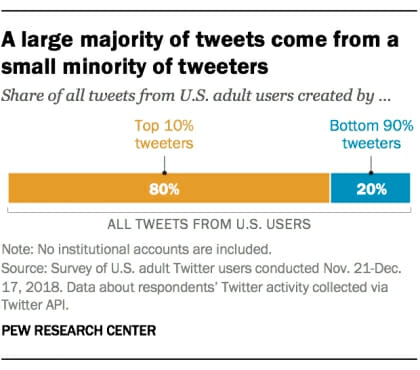 A large majority of tweets come from a
small minority of tweeters
Share of all tweets from U.S. adult users created by ...
Top 10%
tweeters
Bottom 90%
tweeters
80%
20%
ALL TWEETS FROM U.S. USERS
Note: No institutional accounts are included.
Source: Survey of U.S. adult Twitter users conducted Nov. 21-Dec.
17, 2018. Data about respondents’ Twitter activity collected via
Twitter API.
PEW RESEARCH CENTER